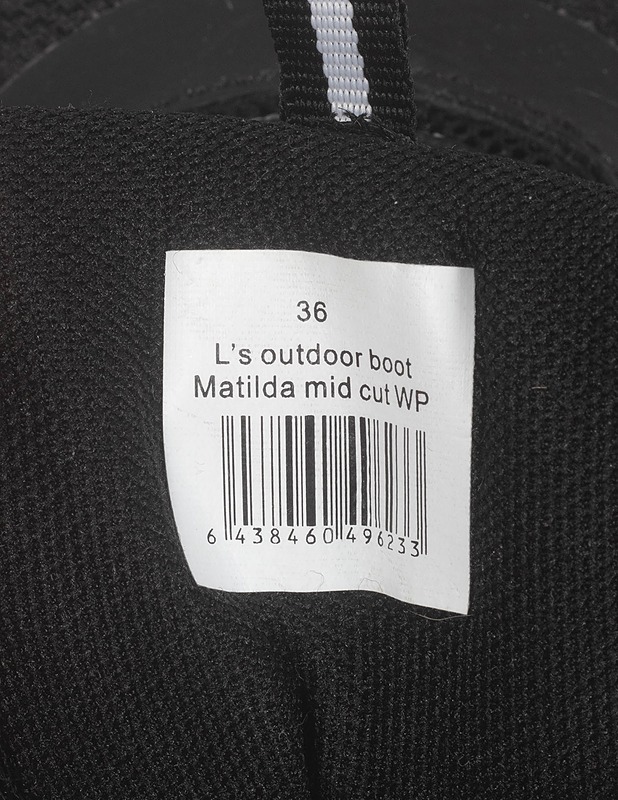 36
L's outdoor boot
Matilda mid cut WP
6 438460 496233